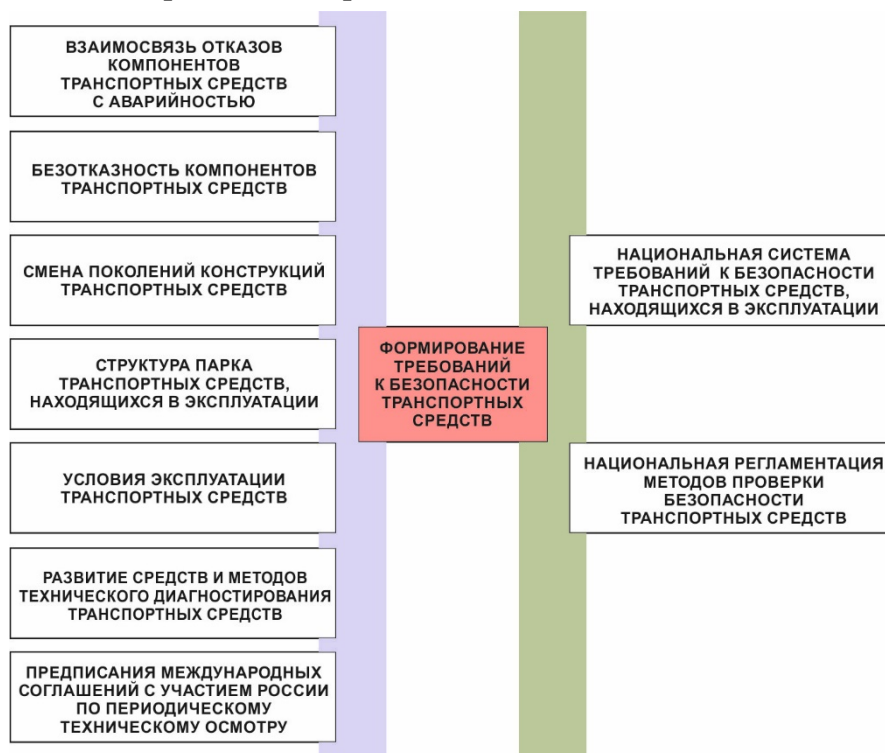 ВЗАИМОСВЯЗЬ ОТКАЗОВ
КОМПОНЕНТОВ
ТРАНСПОРТНЫХ СРЕДСТВ
С АВАРИЙНОСТЬЮ
БЕЗОТКАЗНОСТЬ КОМПОНЕНТОВ
ТРАНСПОРТНЫХ СРЕДСТВ
СМЕНА ПОКОЛЕНИЙ КОНСТРУКЦИЙ
ТРАНСПОРТНЫХ СРЕДСТВ
СТРУКТУРА ПАРКА
ТРАНСПОРТНЫХ СРЕДСТВ,
НАХОДЯЩИХСЯ В ЭКСПЛУАТАЦИИ
УСЛОВИЯ ЭКСПЛУАТАЦИИ
ТРАНСПОРТНЫХ СРЕДСТВ
РАЗВИТИЕ СРЕДСТВ И МЕТОДОВ
ТЕХНИЧЕСКОГО ДИАГНОСТИРОВАНИЯ
ТРАНСПОРТНЫХ СРЕДСТВ
ПРЕДПИСАНИЯ МЕЖДУНАРОДНЫХ
СОГЛАШЕНИЙ С УЧАСТИЕМ РОССИИ
ПО ПЕРИОДИЧЕСКОМУ
ТЕХНИЧЕСКОМУ ОСМОТРУ
ФОРМИРОВАНИЕ
ТРЕБОВАНИЙ
К БЕЗОПАСНОСТИ
ТРАНСПОРТНЫХ
СРЕДСТВ
НАЦИОНАЛЬНАЯ СИСТЕМА
ТРЕБОВАНИЙ К БЕЗОПАСНОСТИ
ТРАНСПОРТНЫХ СРЕДСТВ,
НАХОДЯЩИХСЯ В ЭКСПЛУАТАЦИИ
НАЦИОНАЛЬНАЯ РЕГЛАМЕНТАЦИЯ
МЕТОДОВ ПРОВЕРКИ
БЕЗОПАСНОСТИ
ТРАНСПОРТНЫХ СРЕДСТВ